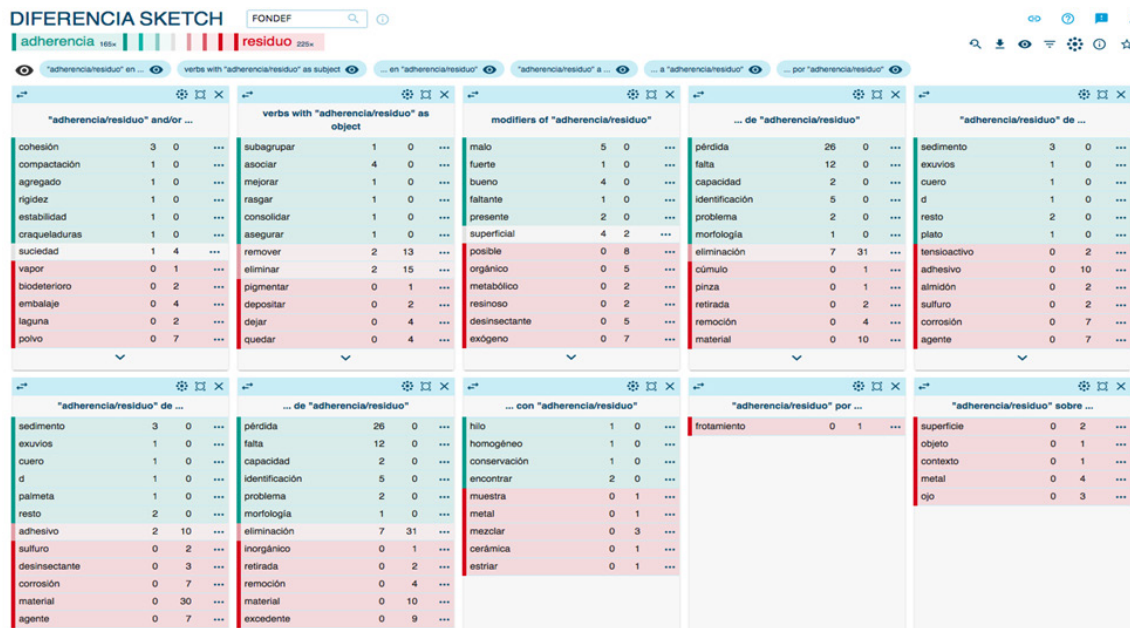 DIFERENCIA SKETCH FONDEF
adherencia 165x residuo 225x
"adherencia/residuo" en ... verbs with "adherencia/residuo" as subject ... en "adherencia/residuo" "adherencia/residuo" a ... ... a "adherencia/residuo" ... por "adherencia/residuo"
"adherencia/residuo" and/or ...
cohesión 3 0
compactación 1 0
agregado 1 0
rigidez 1 0
estabilidad 1 0
craqueladuras 1 0
suciedad 1 4
vapor 0 1
biodeterioro 0 2
embalaje 0 4
laguna 0 2
polvo 0 7
verbs with "adherencia/residuo" as
object
subagrupar 1 0
asociar 4 0
mejorar 1 0
rasgar 1 0
consolidar 1 0
asegurar 1 0
remover 2 13
eliminar 2 15
pigmentar 0 1
depositar 0 2
dejar 0 4
quedar 0 4
modifiers of "adherencia/residuo"
malo 5 0
fuerte 1 0
bueno 4 0
faltante 1 0
presente 2 0
superficial 4 2
posible 0 8
orgánico 0 5
metabólico 0 2
resinoso 0 2
desinsectante 0 5
exógeno 0 7
... de "adherencia/residuo"
pérdida 26 0
falta 12 0
capacidad 2 0
identificación 5 0
problema 2 0
morfología 1 0
eliminación 7 31
cúmulo 0 1
pinza 0 1
retirada 0 2
remoción 0 4
material 0 10
"adherencia/residuo" de ...
sedimento 3 0
exuvios 1 0
cuero 1 0
d 1 0
resto 2 0
plato 1 0
tensioactivo 0 2
adhesivo 0 10
almidón 0 2
sulfuro 0 2
corrosión 0 7
agente 0 7
"adherencia/residuo" de ...
sedimento 3 0
exuvios 1 0
cuero 1 0
d 1 0
palmeta 1 0
resto 2 0
adhesivo 2 10
sulfuro 0 2
desinsectante 0 3
corrosión 0 7
material 0 30
agente 0 7
... de "adherencia/residuo"
pérdida 26 0
falta 12 0
capacidad 2 0
identificación 5 0
problema 2 0
morfología 1 0
eliminación 7 31
inorgánico 0 1
retirada 0 2
remoción 0 4
material 0 10
excedente 0 9
... con "adherencia/residuo"
hilo 1 0
homogéneo 1 0
conservación 1 0
encontrar 2 0
muestra 0 1
metal 0 1
mezclar 0 3
cerámica 0 1
estriar 0 1
"adherencia/residuo" por ...
frotamiento 0 1
"adherencia/residuo" sobre ...
superficie 0 2
objeto 0 1
contexto 0 1
metal 0 4
ojo 0 3